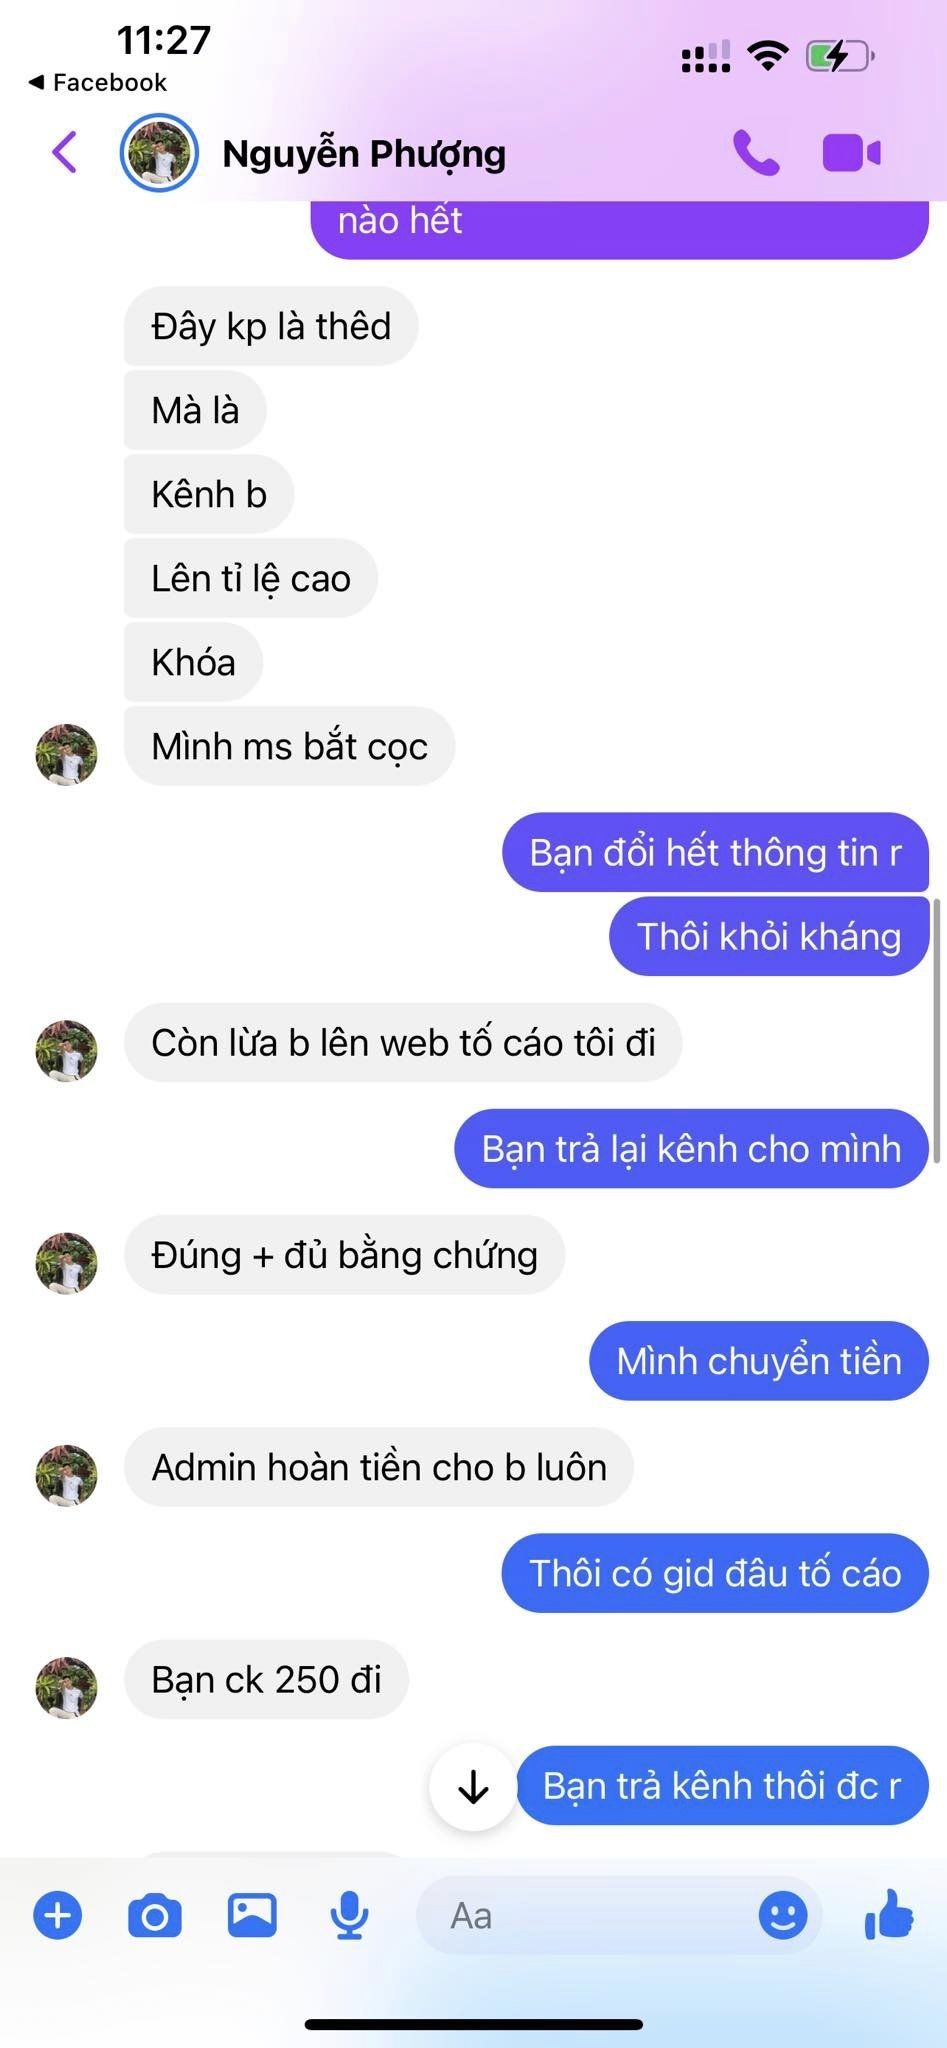 11:27
Facebook
Nguyễn Phượng
nào hết
Đây kp là thêd
Mà là
Kênh b
Lên tỉ lệ cao
Khóa
Mình ms bắt cọc
Bạn đổi hết thông tin r
Thôi khỏi kháng
Còn lừa b lên web tố cáo tôi đi
Bạn trả lại kênh cho mình
Đúng + đủ bằng chứng
Mình chuyển tiền
Admin hoàn tiền cho b luôn
Thôi có gid đâu tố cáo
Bạn ck 250 đi
Bạn trả kênh thôi đc r
Aa